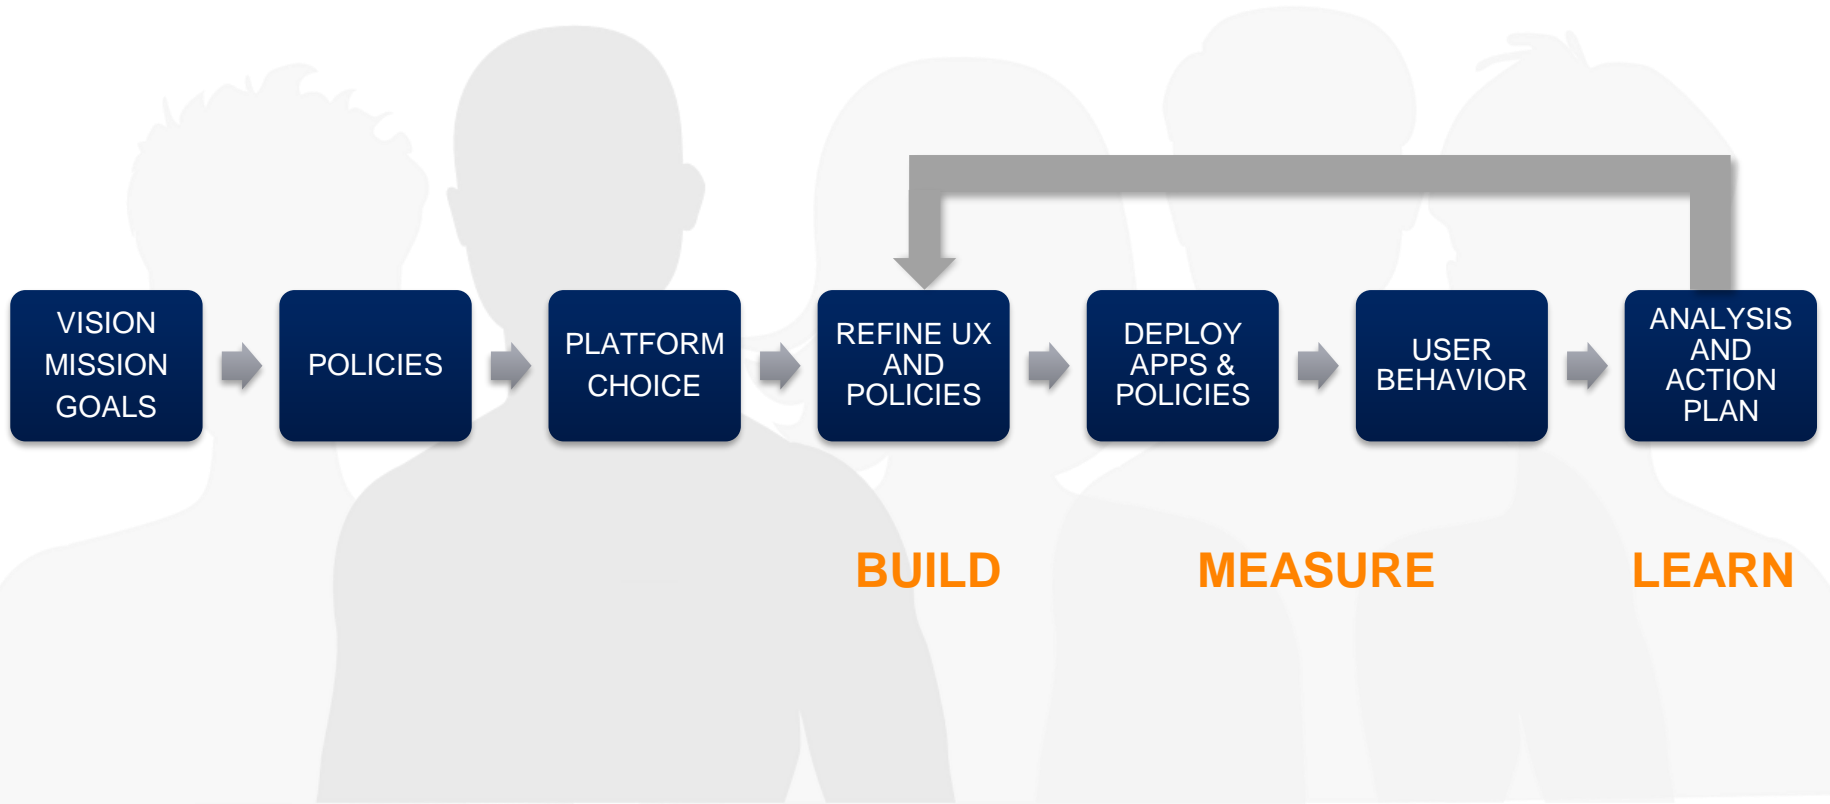 VISION
MISSION
GOALS
POLICIES
PLATFORM
CHOICE
REFINE UX
AND
POLICIES
DEPLOY
APPS &
POLICIES
USER
BEHAVIOR
ANALYSIS
AND
ACTION
PLAN
BUILD
MEASURE
LEARN